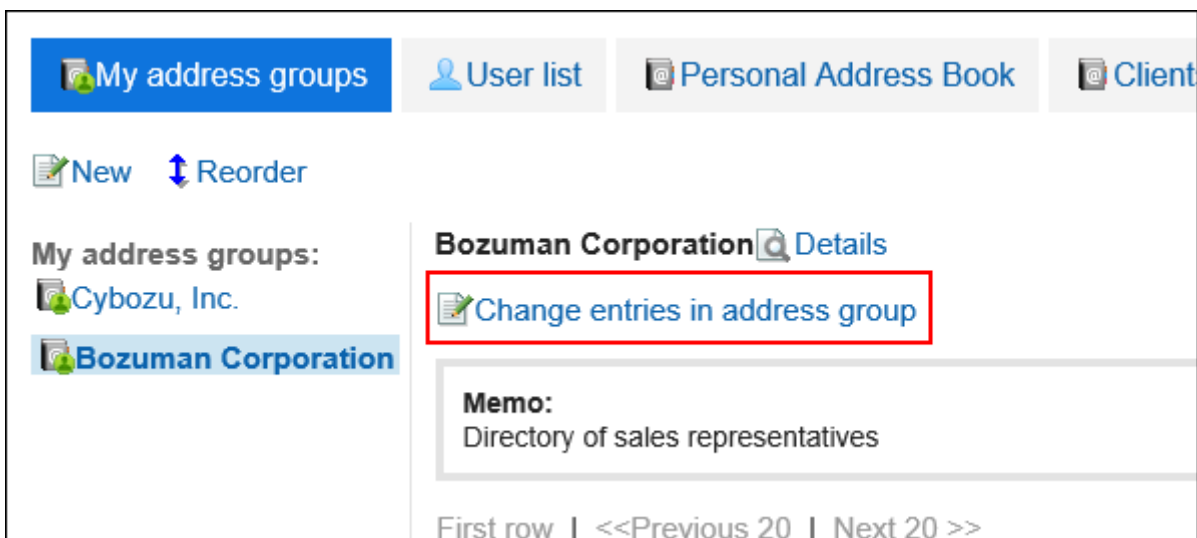 My address groups User list Personal Address Book Client
New Reorder
My address groups:
Cybozu, Inc.
Bozuman Corporation
Bozuman Corporation Details
Change entries in address group
Memo:
Directory of sales representatives
First row | <<Previous 20 | Next 20 >>